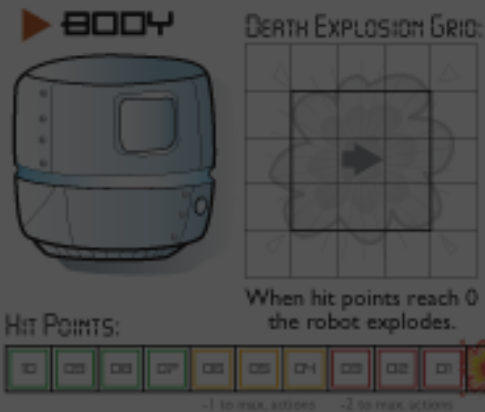 BODY
DEATH EXPLOSION GRID:
When hit points reach 0
the robot explodes.
HIT POINTS:
10 09 08 07 06 05 04 03 02 01
-1 to max. actions -2 to max. actions